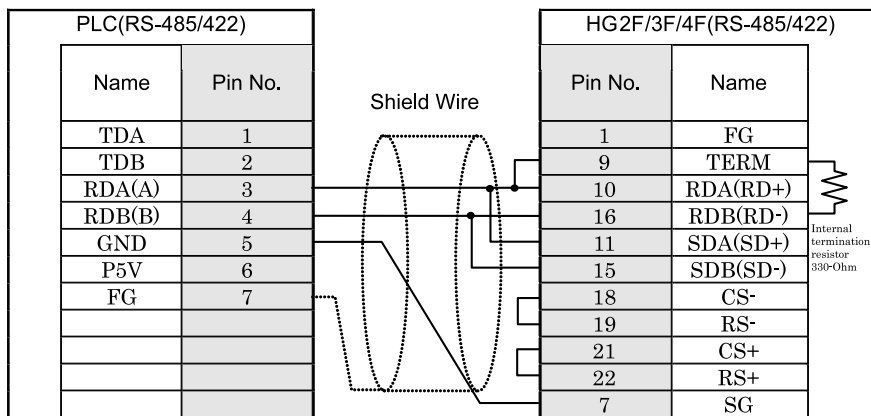 PLC(RS-485/422) HG2F/3F/4F(RS-485/422)
Name Pin No. Shield Wire Pin No. Name
TDA 1 1 FG
TDB 2 9 TERM
RDA(A) 3 10 RDA(RD+)
RDB(B) 4 16 RDB(RD-)
GND 5 11 SDA(SD+)
P5V 6 15 SDB(SD-)
FG 7 18 CS-
19 RS-
21 CS+
22 RS+
7 SG
Internal
termination
resistor
330-Ohm